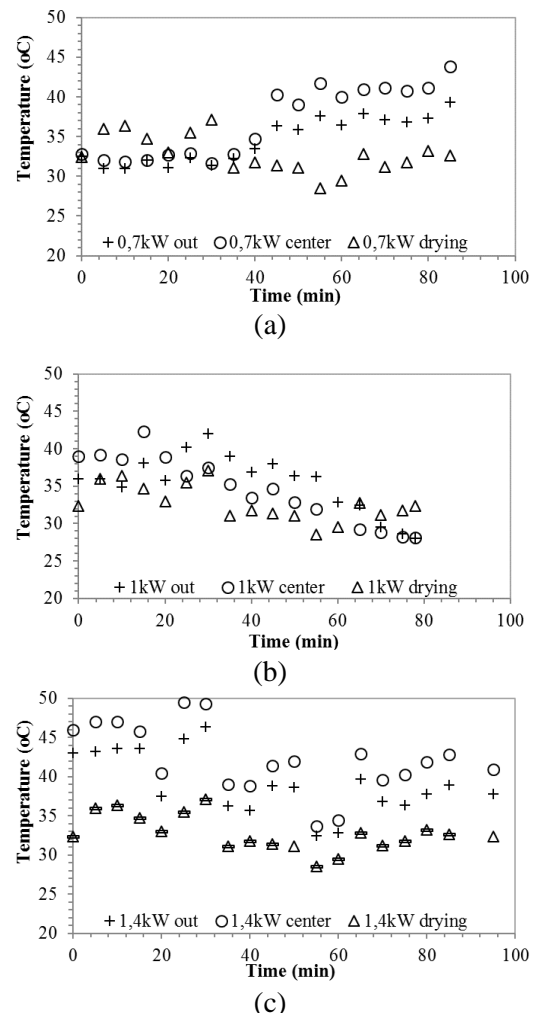 50
45
40
35
30
25
20
Temperature (oC)
0,7kW out 0,7kW center 0,7kW drying
0 20 40 60 80 100
Time (min)
(a)
50
45
40
35
30
25
20
Temperature (oC)
1kW out 1kW center 1kW drying
0 20 40 60 80 100
Time (min)
(b)
50
45
40
35
30
25
20
Temperature (oC)
1,4kW out 1,4kW center 1,4kW drying
0 20 40 60 80 100
Time (min)
(c)